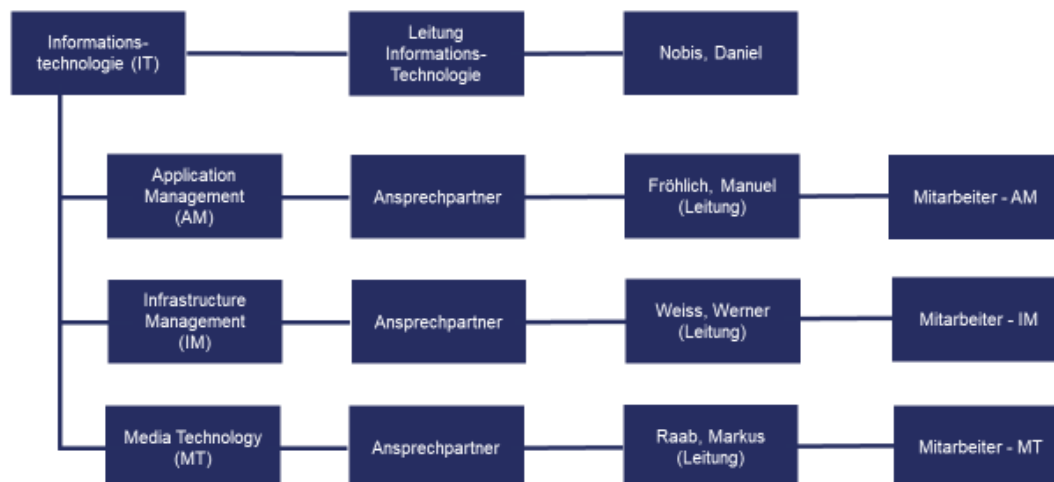 Informations-
technologie (IT)
Leitung
Informations-
Technologie
Nobis, Daniel
Application
Management
(AM)
Ansprechpartner
Fröhlich, Manuel
(Leitung)
Mitarbeiter - AM
Infrastructure
Management
(IM)
Ansprechpartner
Weiss, Werner
(Leitung)
Mitarbeiter - IM
Media Technology
(MT)
Ansprechpartner
Raab, Markus
(Leitung)
Mitarbeiter - MT